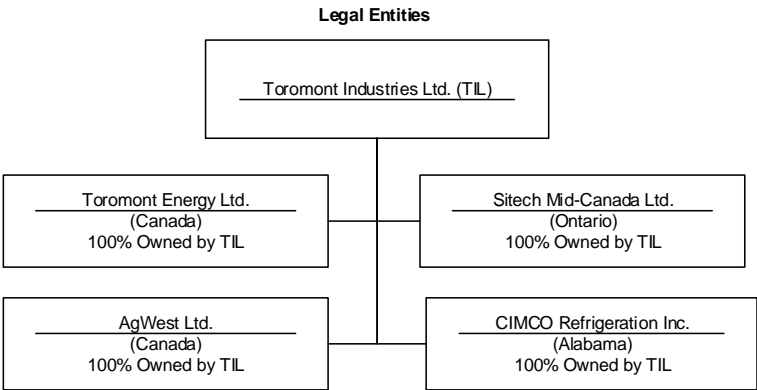 Legal Entities
Toromont Industries Ltd. (TIL)
Toromont Energy Ltd.
(Canada)
100% Owned by TIL
Sitech Mid-Canada Ltd.
(Ontario)
100% Owned by TIL
AgWest Ltd.
(Canada)
100% Owned by TIL
CIMCO Refrigeration Inc.
(Alabama)
100% Owned by TIL